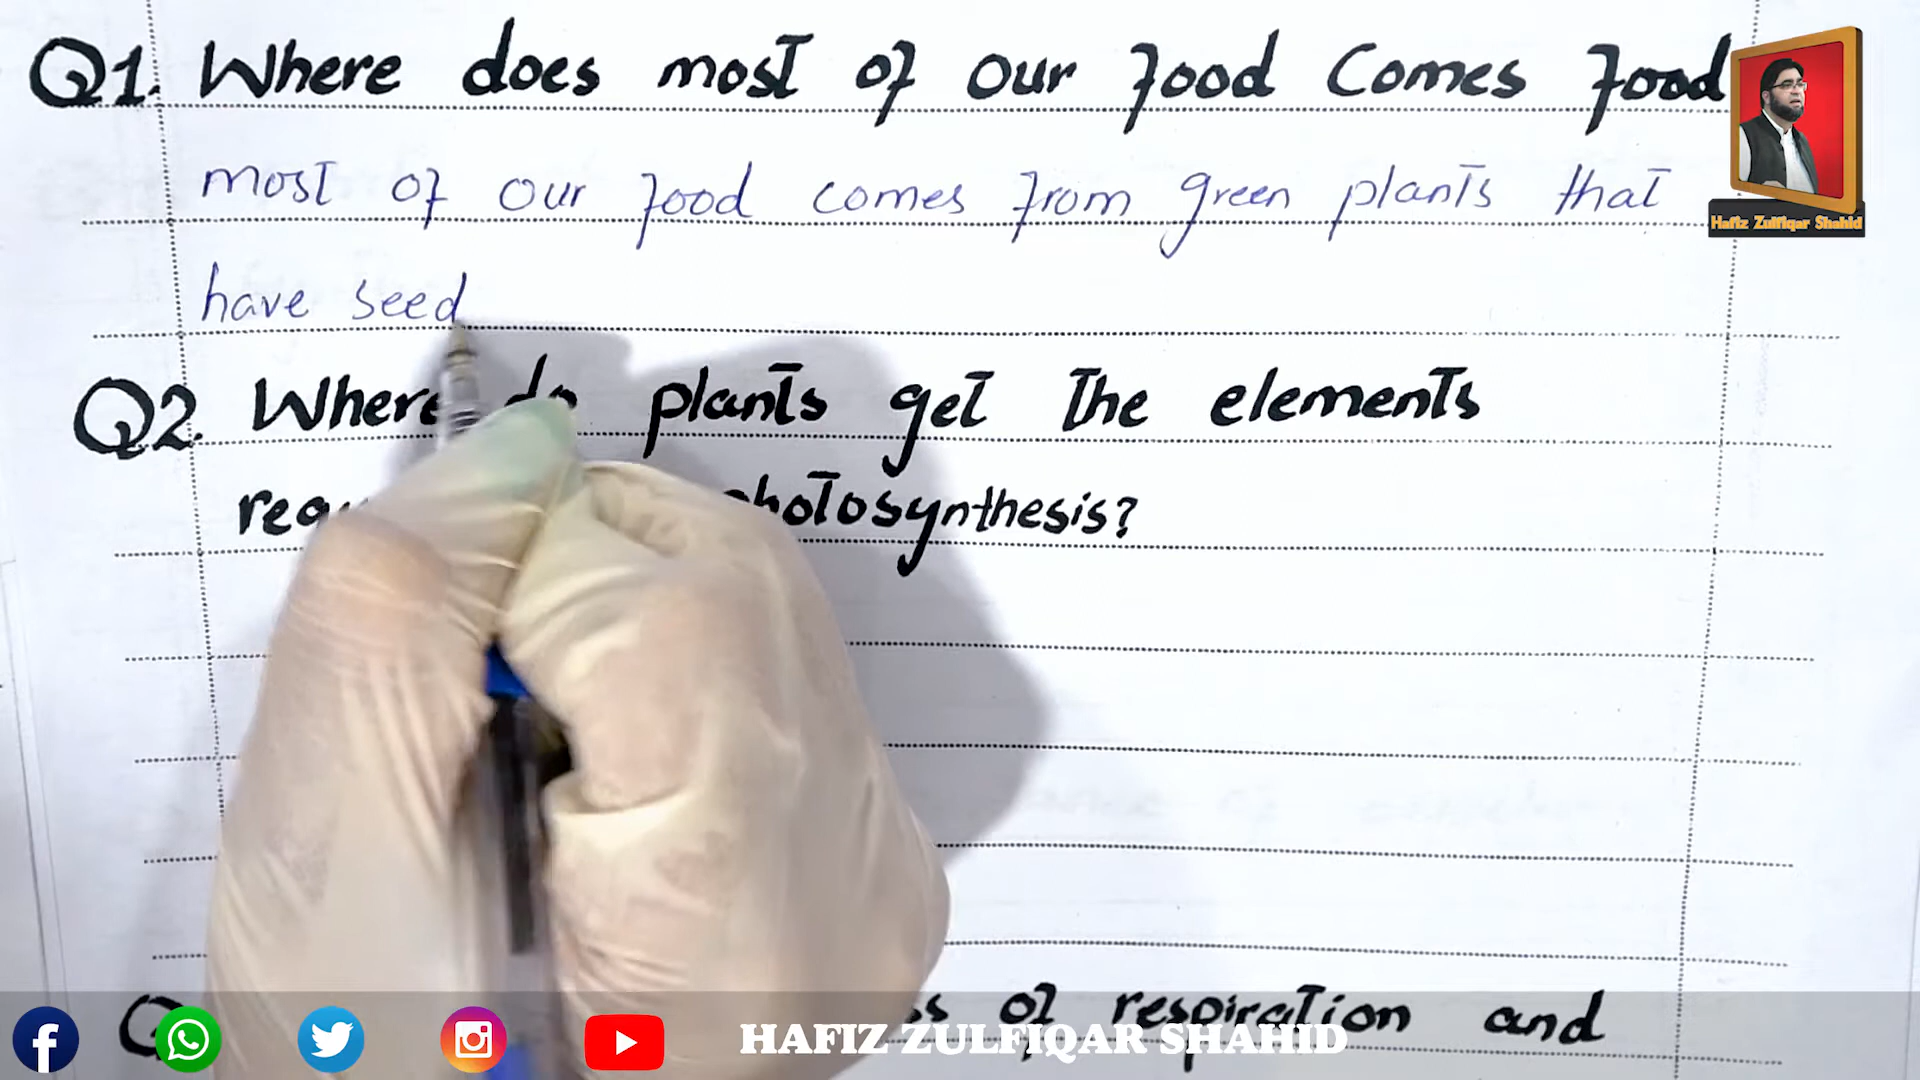 Q1. Where does most of our food Comes food
most of our food comes from green plants that
have seed
Q2. Where do plants get the elements
photosynthesis?
of respiration and
Hafiz Zulfiqar Shahid
HAFIZ ZULFIQAR SHAHID